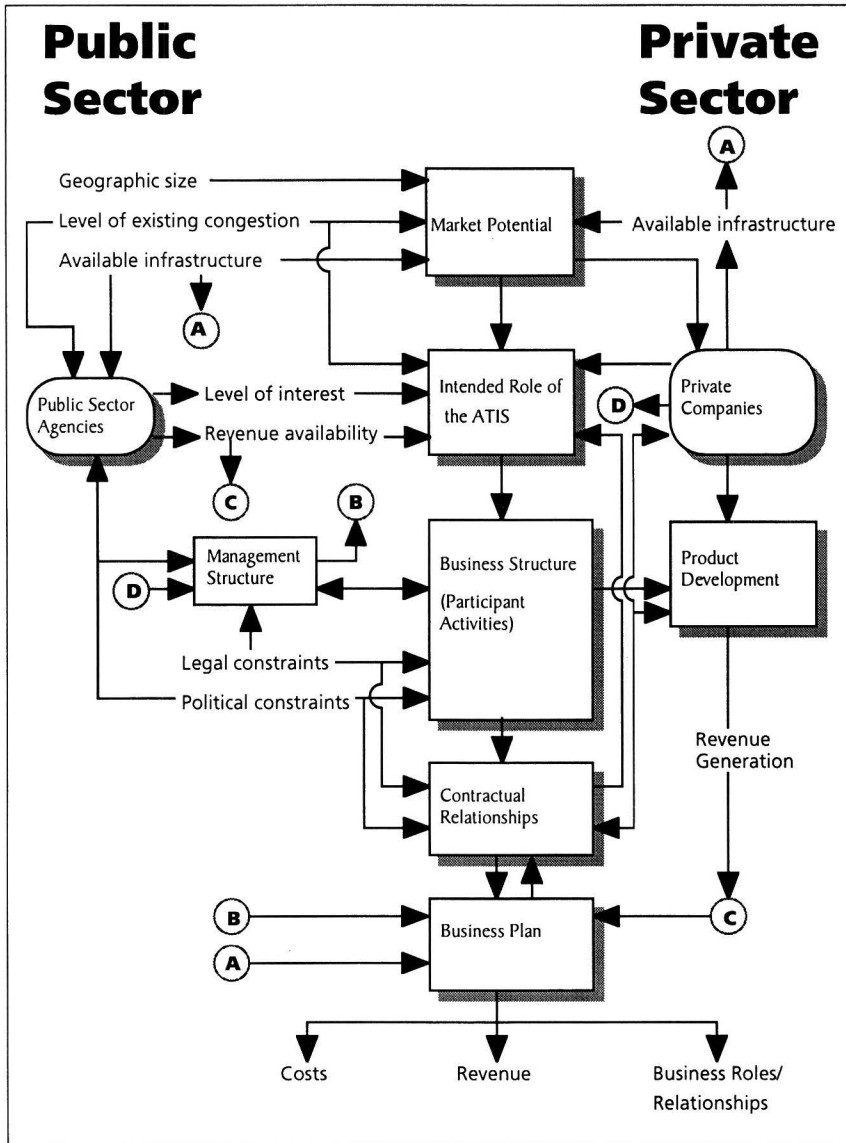 Public
Sector
Private
Sector
A
Geographic size
Level of existing congestion
Available infrastructure
Market Potential
Available infrastructure
A
Public Sector
Agencies
Level of interest
Revenue availability
Intended Role of
the ATIS
D
Private
Companies
C
B
Management
Structure
D
Business Structure
(Participant
Activities)
Product
Development
Legal constraints
Political constraints
Revenue
Generation
Contractual
Relationships
B
A
Business Plan
C
Costs
Revenue
Business Roles/
Relationships